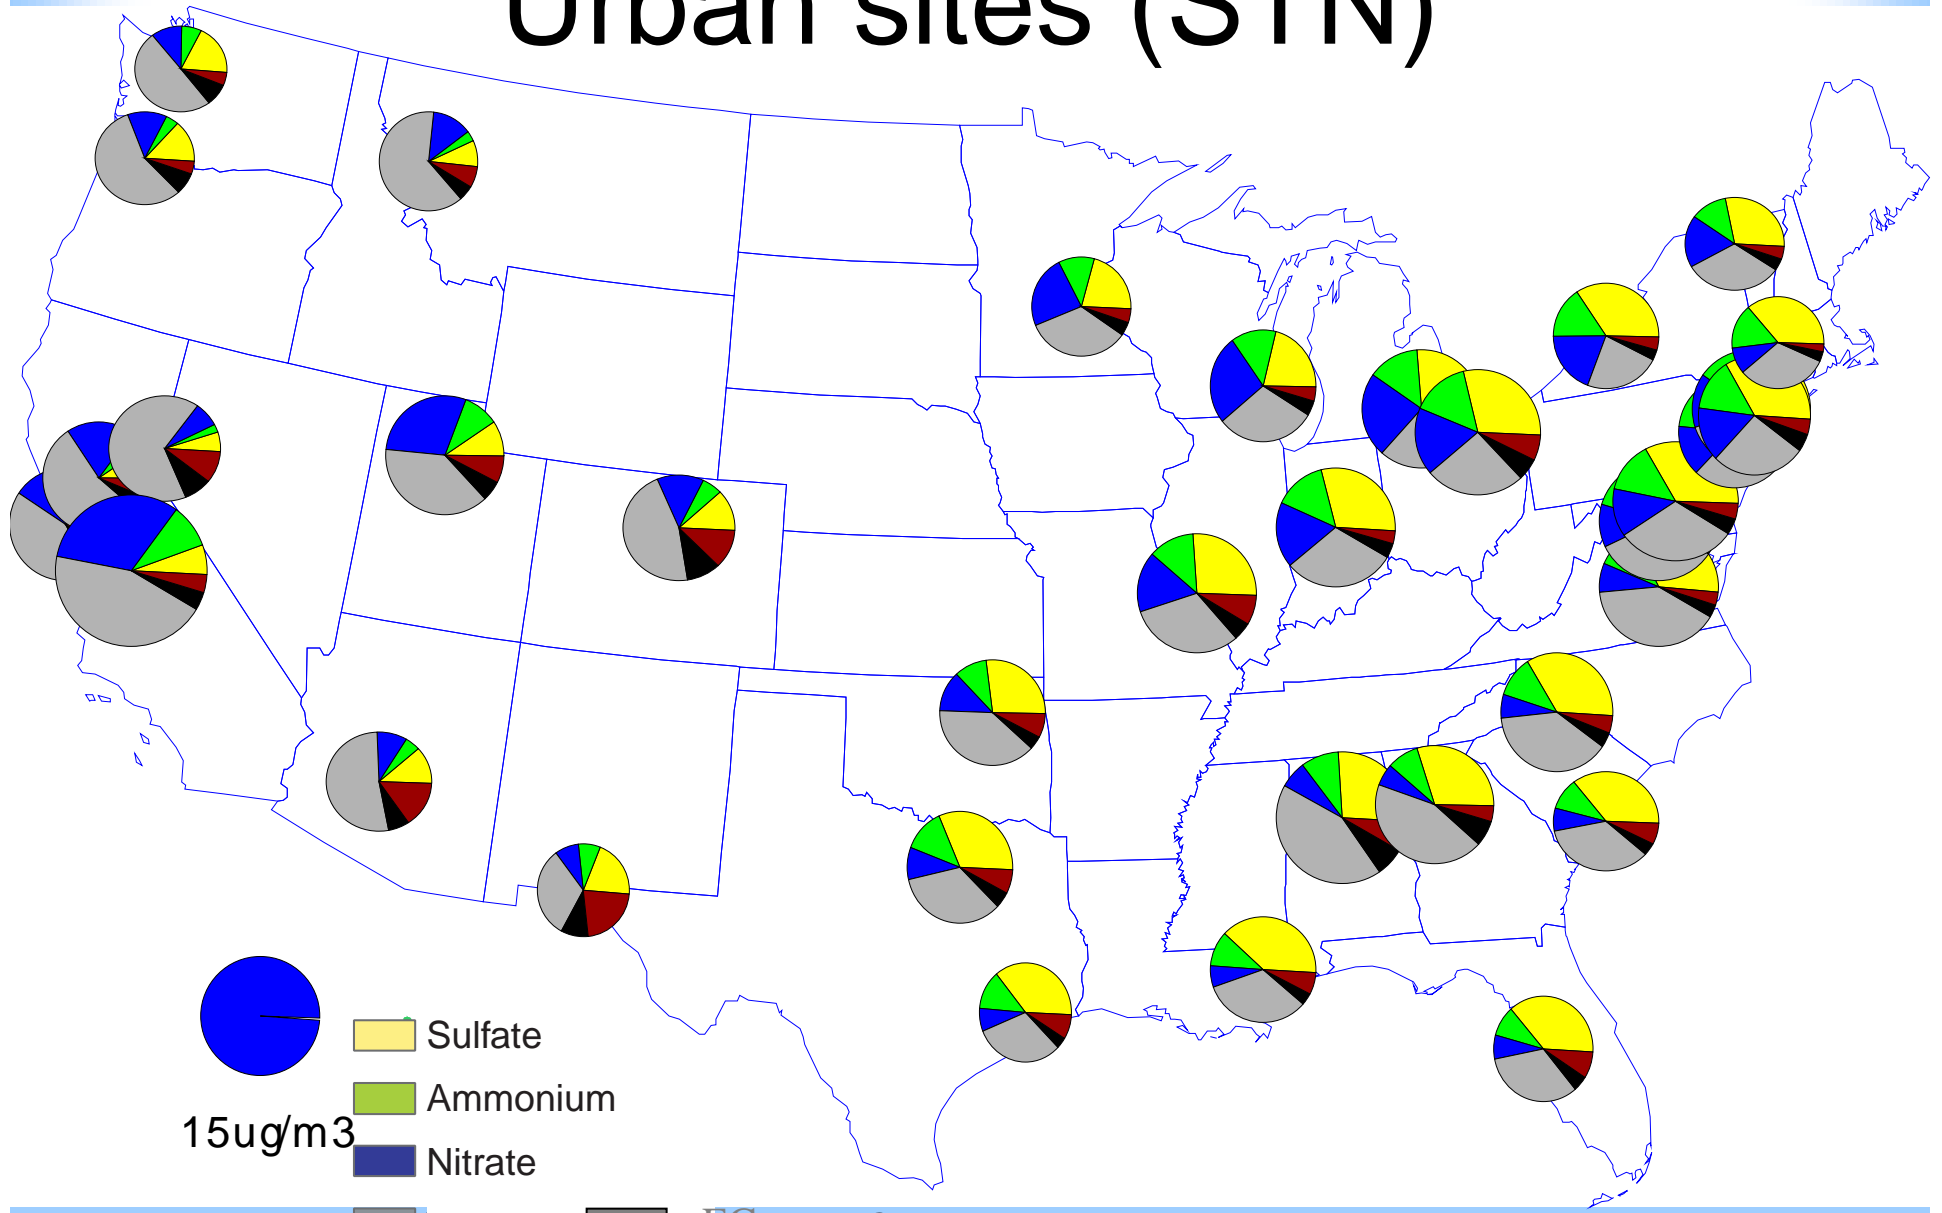 Urban sites (STN)
Sulfate
Ammonium
15ug/m3
Nitrate